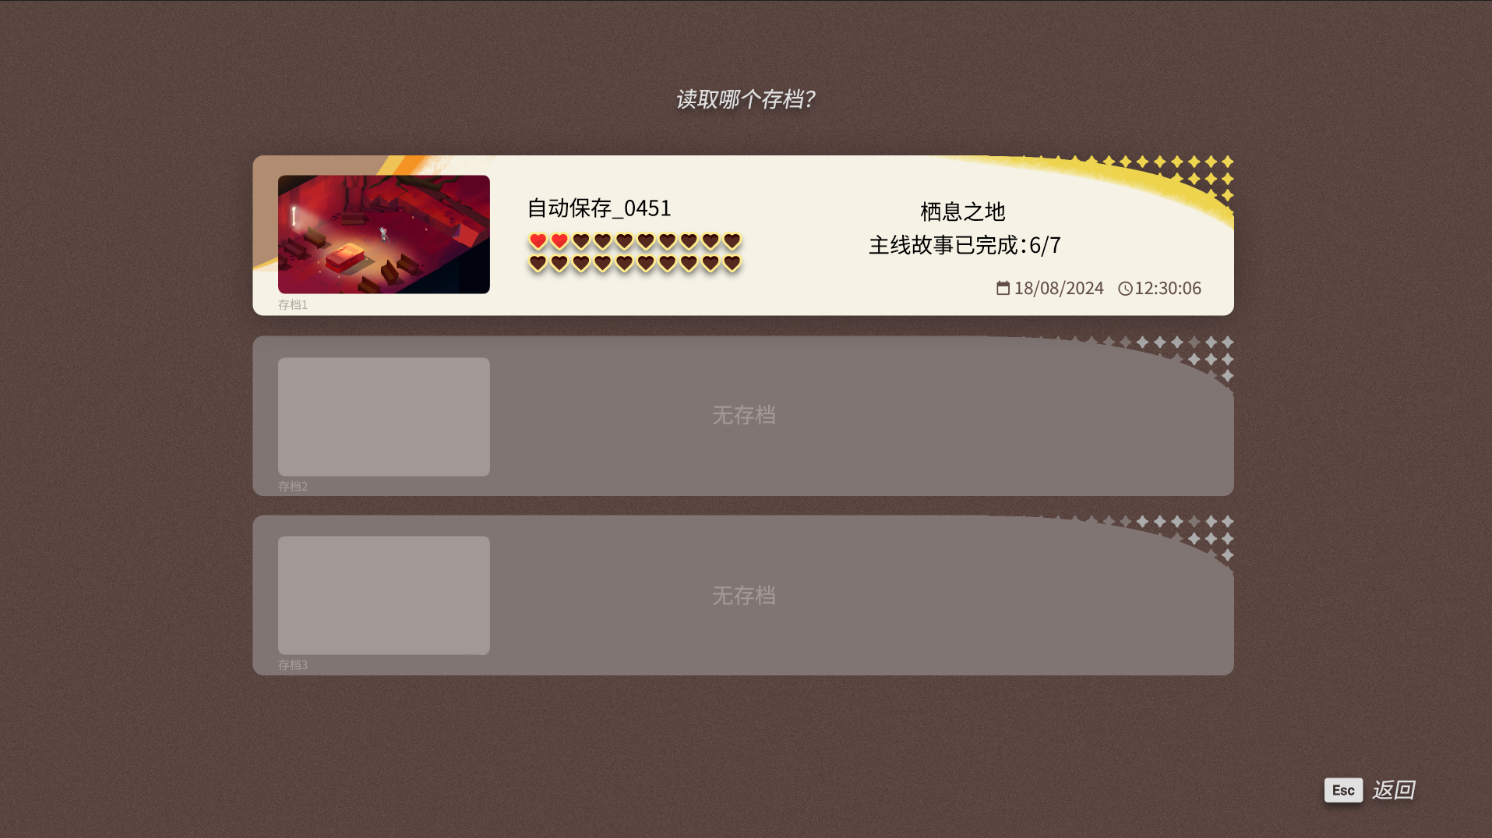 读取哪个存档？
自动保存_0451
栖息之地
主线故事已完成：6/7
18/08/2024 12:30:06
存档1
无存档
存档2
无存档
存档3
Esc 返回